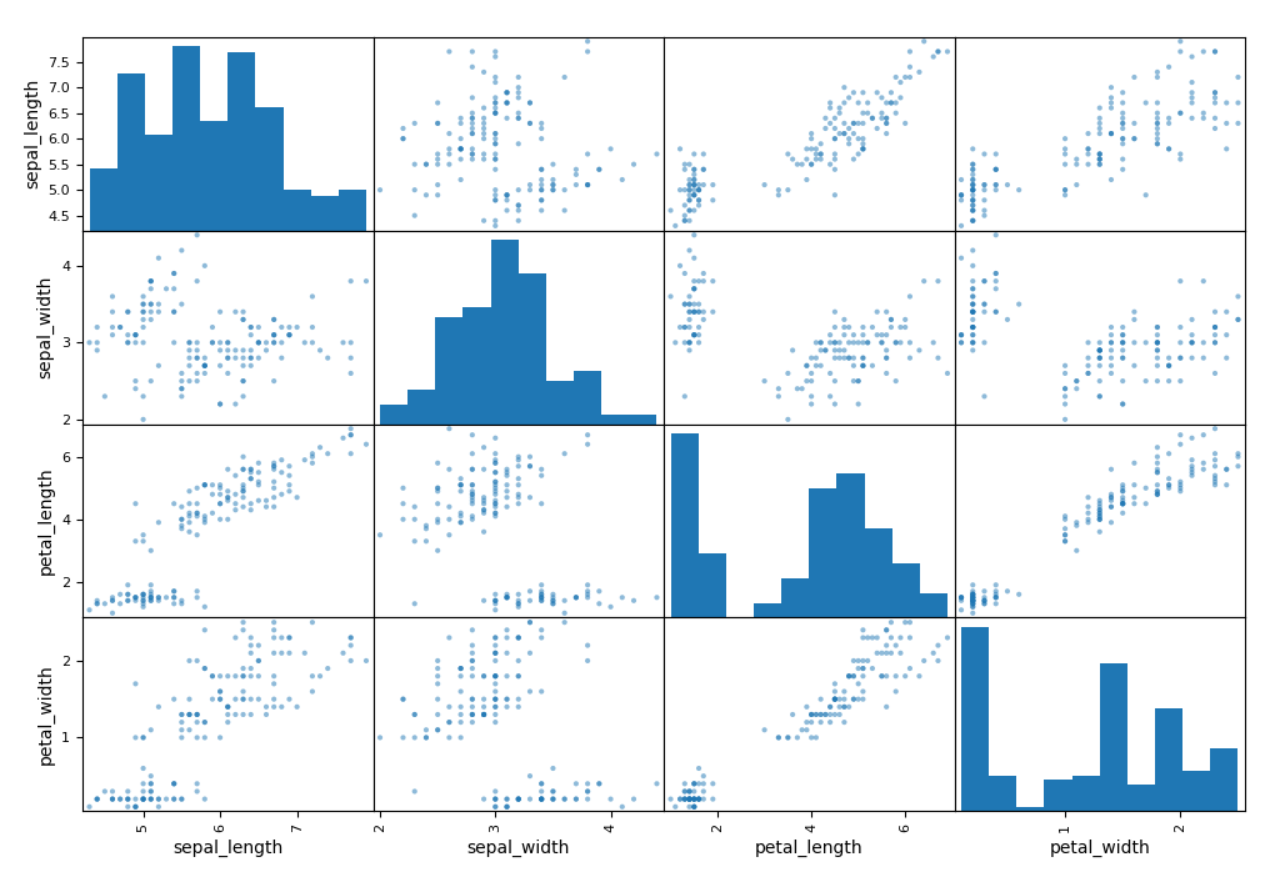 sepal_length
7.5
7.0
6.5
6.0
5.5
5.0
4.5
sepal_width
4
3
2
petal_length
6
4
2
petal_width
2
1
5 6 7 2 3 4 2 4 6 1 2
sepal_length sepal_width petal_length petal_width